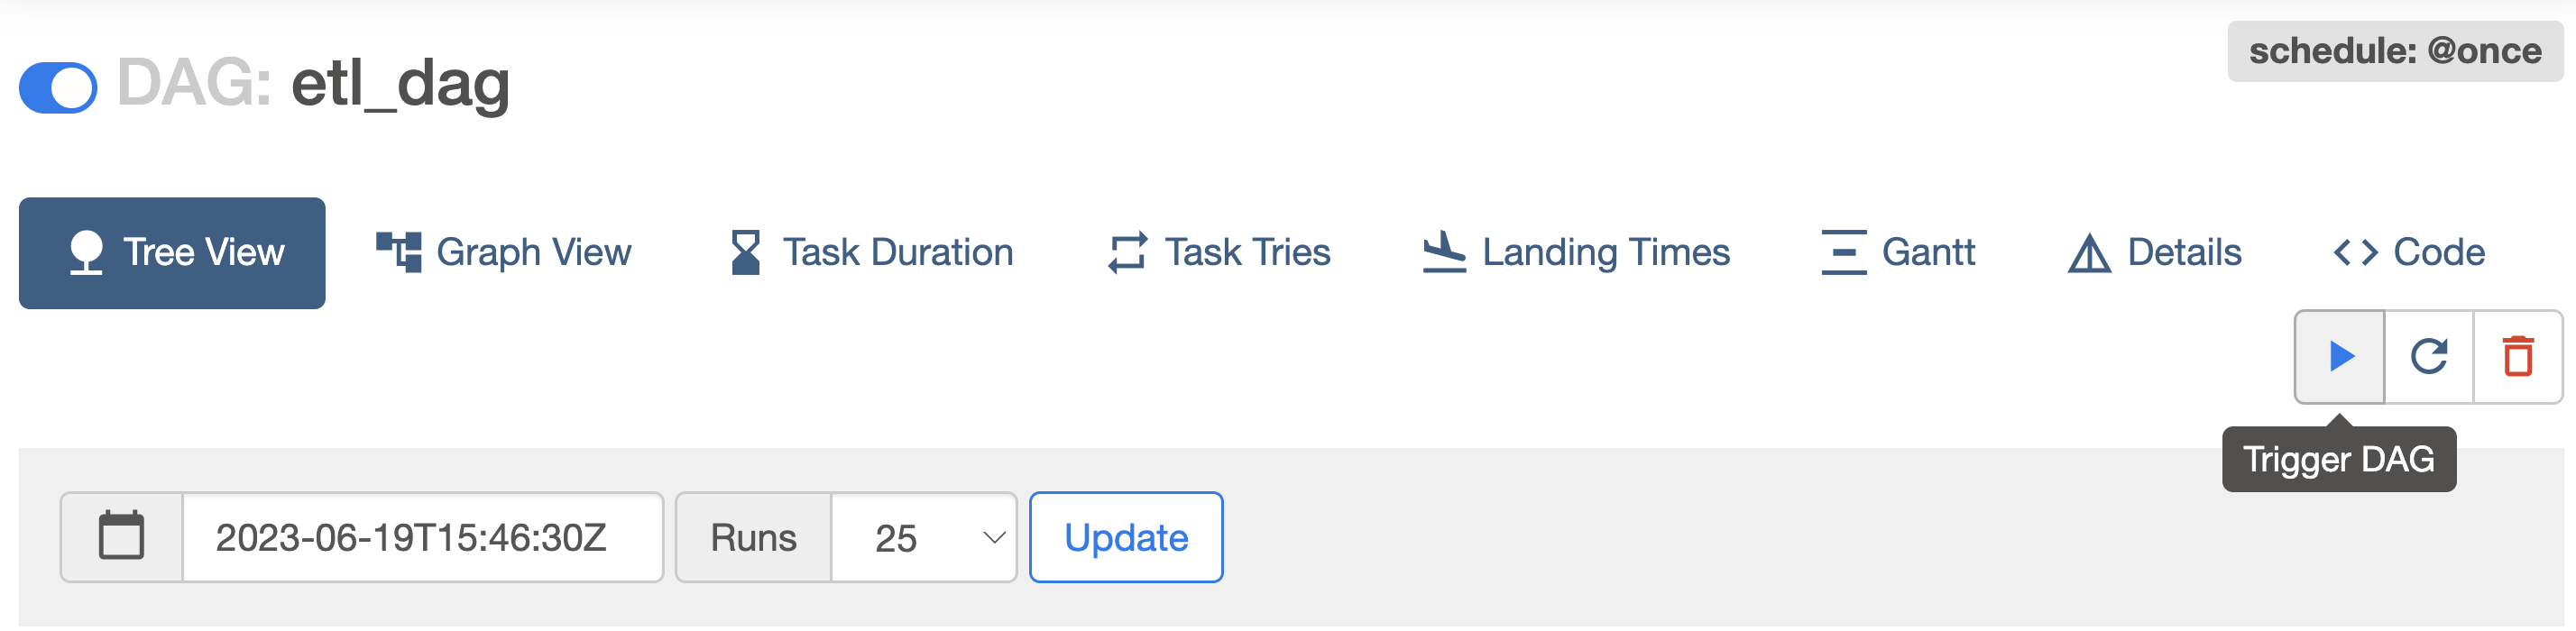 schedule: @once
DAG: etl_dag
Tree View Graph View Task Duration Task Tries Landing Times Gantt Details Code
Trigger DAG
2023-06-19T15:46:30Z Runs 25 Update